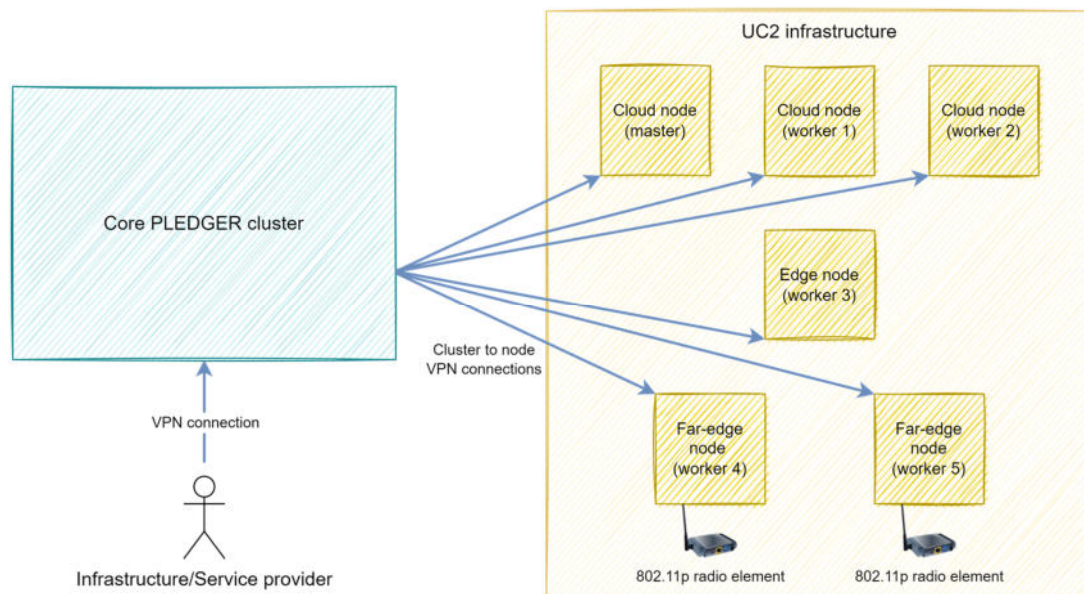 UC2 infrastructure
Cloud node
(master)
Cloud node
(worker 1)
Cloud node
(worker 2)
Core PLEDGER cluster
Edge node
(worker 3)
Cluster to node
VPN connections
VPN connection
Far-edge
node
(worker 4)
Far-edge
node
(worker 5)
Infrastructure/Service provider
802.11p radio element
802.11p radio element